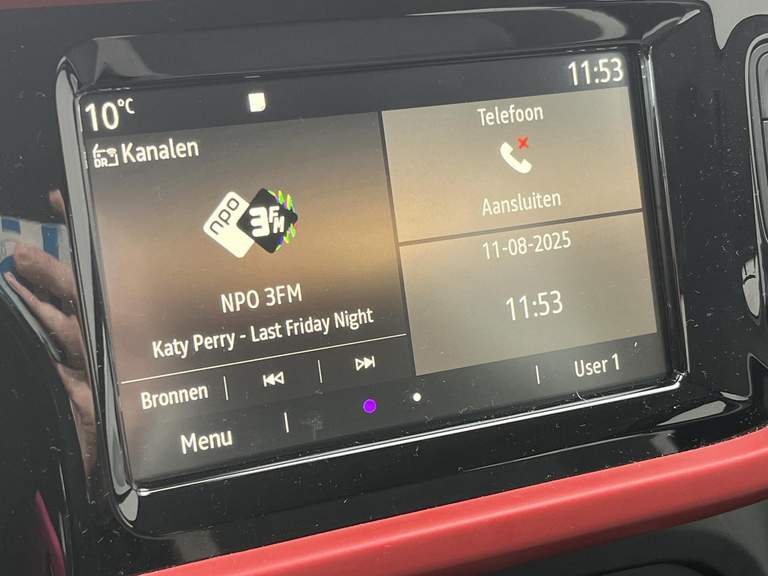 10°C
11:53
DR
Kanalen
npo
3FM
NPO 3FM
Katy Perry - Last Friday Night
Bronnen
Menu
Telefoon
Aansluiten
11-08-2025
11:53
User 1